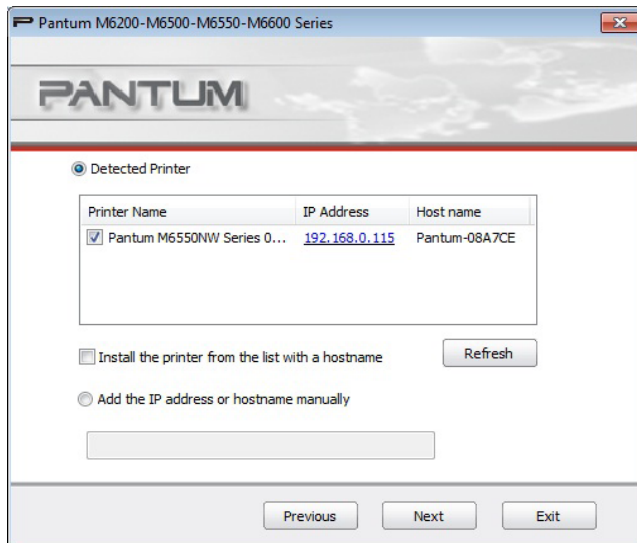 Pantum M6200-M6500-M6550-M6600 Series
PANTUM
Detected Printer
Printer Name IP Address Host name
Pantum M6550NW Series 0... 192.168.0.115 Pantum-08A7CE
Install the printer from the list with a hostname Refresh
Add the IP address or hostname manually
Previous Next Exit